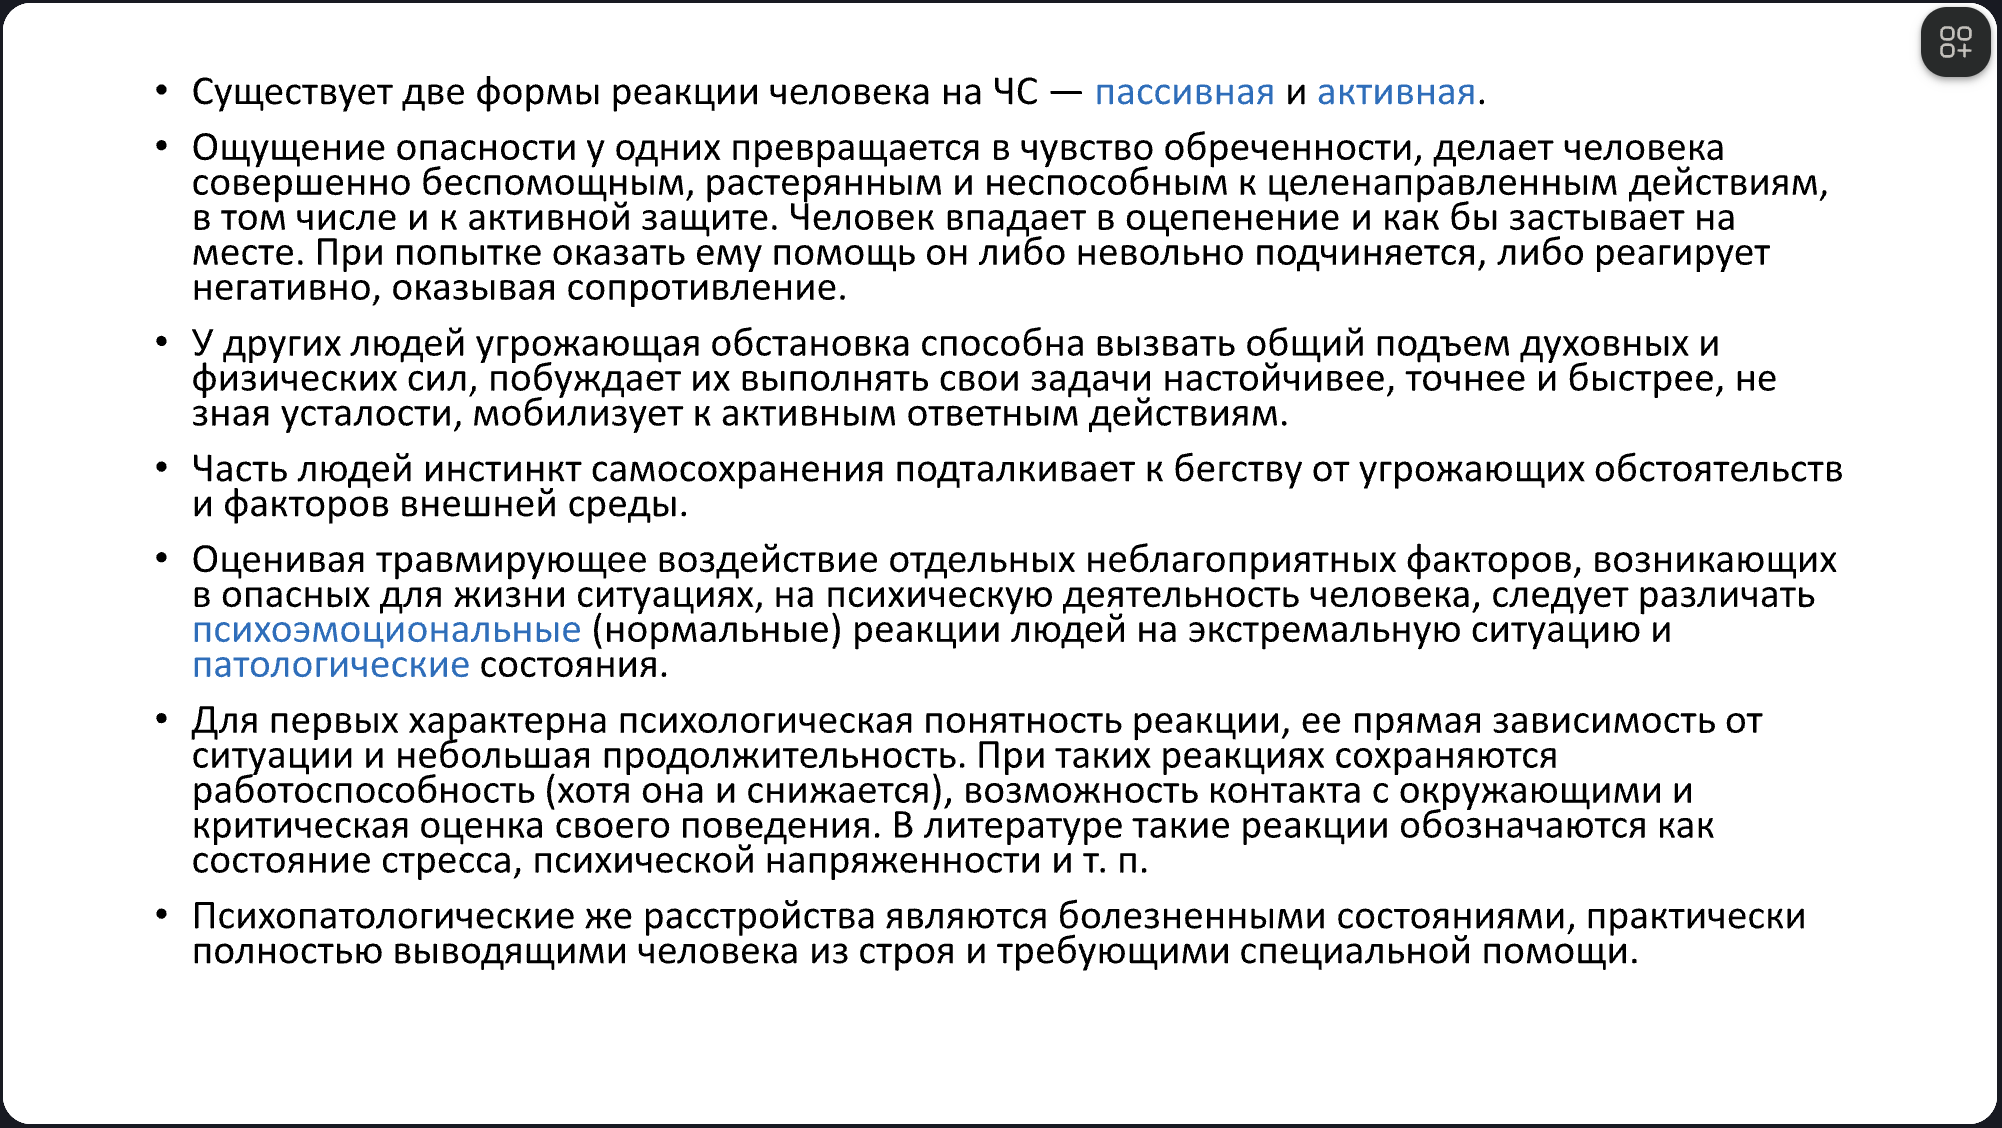 • Существует две формы реакции человека на ЧС — пассивная и активная.
• Ощущение опасности у одних превращается в чувство обреченности, делает человека
совершенно беспомощным, растерянным и неспособным к целенаправленным действиям,
в том числе и к активной защите. Человек впадает в оцепенение и как бы застывает на
месте. При попытке оказать ему помощь он либо невольно подчиняется, либо реагирует
негативно, оказывая сопротивление.
• У других людей угрожающая обстановка способна вызвать общий подъем духовных и
физических сил, побуждает их выполнять свои задачи настойчивее, точнее и быстрее, не
зная усталости, мобилизует к активным ответным действиям.
• Часть людей инстинкт самосохранения подталкивает к бегству от угрожающих обстоятельств
и факторов внешней среды.
• Оценивая травмирующее воздействие отдельных неблагоприятных факторов, возникающих
в опасных для жизни ситуациях, на психическую деятельность человека, следует различать
психоэмоциональные (нормальные) реакции людей на экстремальную ситуацию и
патологические состояния.
• Для первых характерна психологическая понятность реакции, ее прямая зависимость от
ситуации и небольшая продолжительность. При таких реакциях сохраняются
работоспособность (хотя она и снижается), возможность контакта с окружающими и
критическая оценка своего поведения. В литературе такие реакции обозначаются как
состояние стресса, психической напряженности и т. п.
• Психопатологические же расстройства являются болезненными состояниями, практически
полностью выводящими человека из строя и требующими специальной помощи.